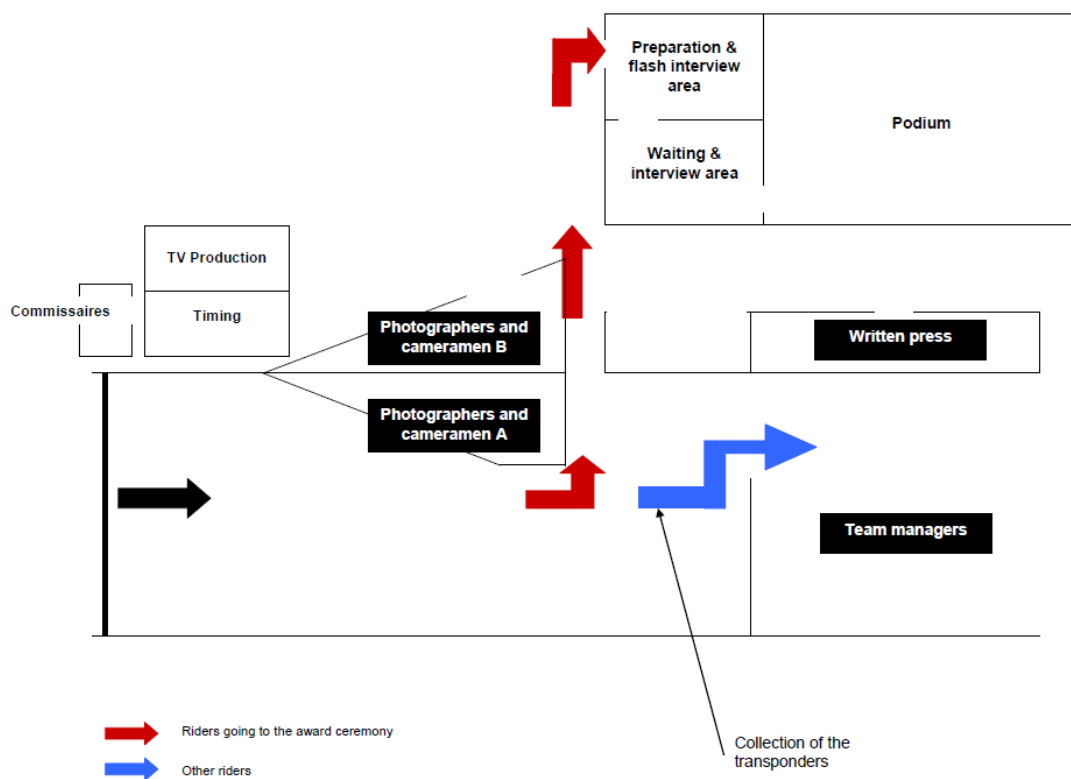 Preparation &
flash interview
area
Podium
Waiting &
interview area
TV Production
Commissaires
Timing
Photographers and
cameramen B
Written press
Photographers and
cameramen A
Team managers
Riders going to the award ceremony
Collection of the
transponders
Other riders